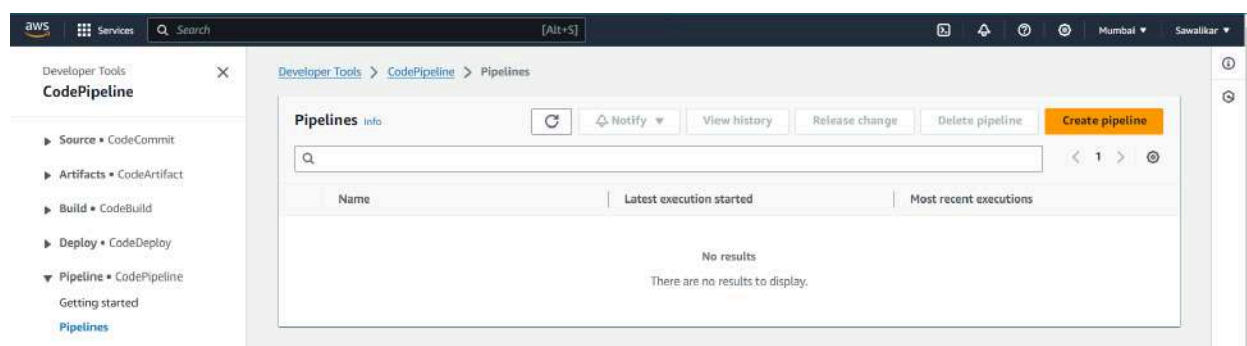 aws Services Search [Alt+S] Mumbai Sawalikar
Developer Tools
CodePipeline
Source • CodeCommit
Artifacts • CodeArtifact
Build • CodeBuild
Deploy • CodeDeploy
Pipeline • CodePipeline
Getting started
Pipelines
Developer Tools > CodePipeline > Pipelines
Pipelines Info Notify View history Release change Delete pipeline Create pipeline
1
Name Latest execution started Most recent executions
No results
There are no results to display.